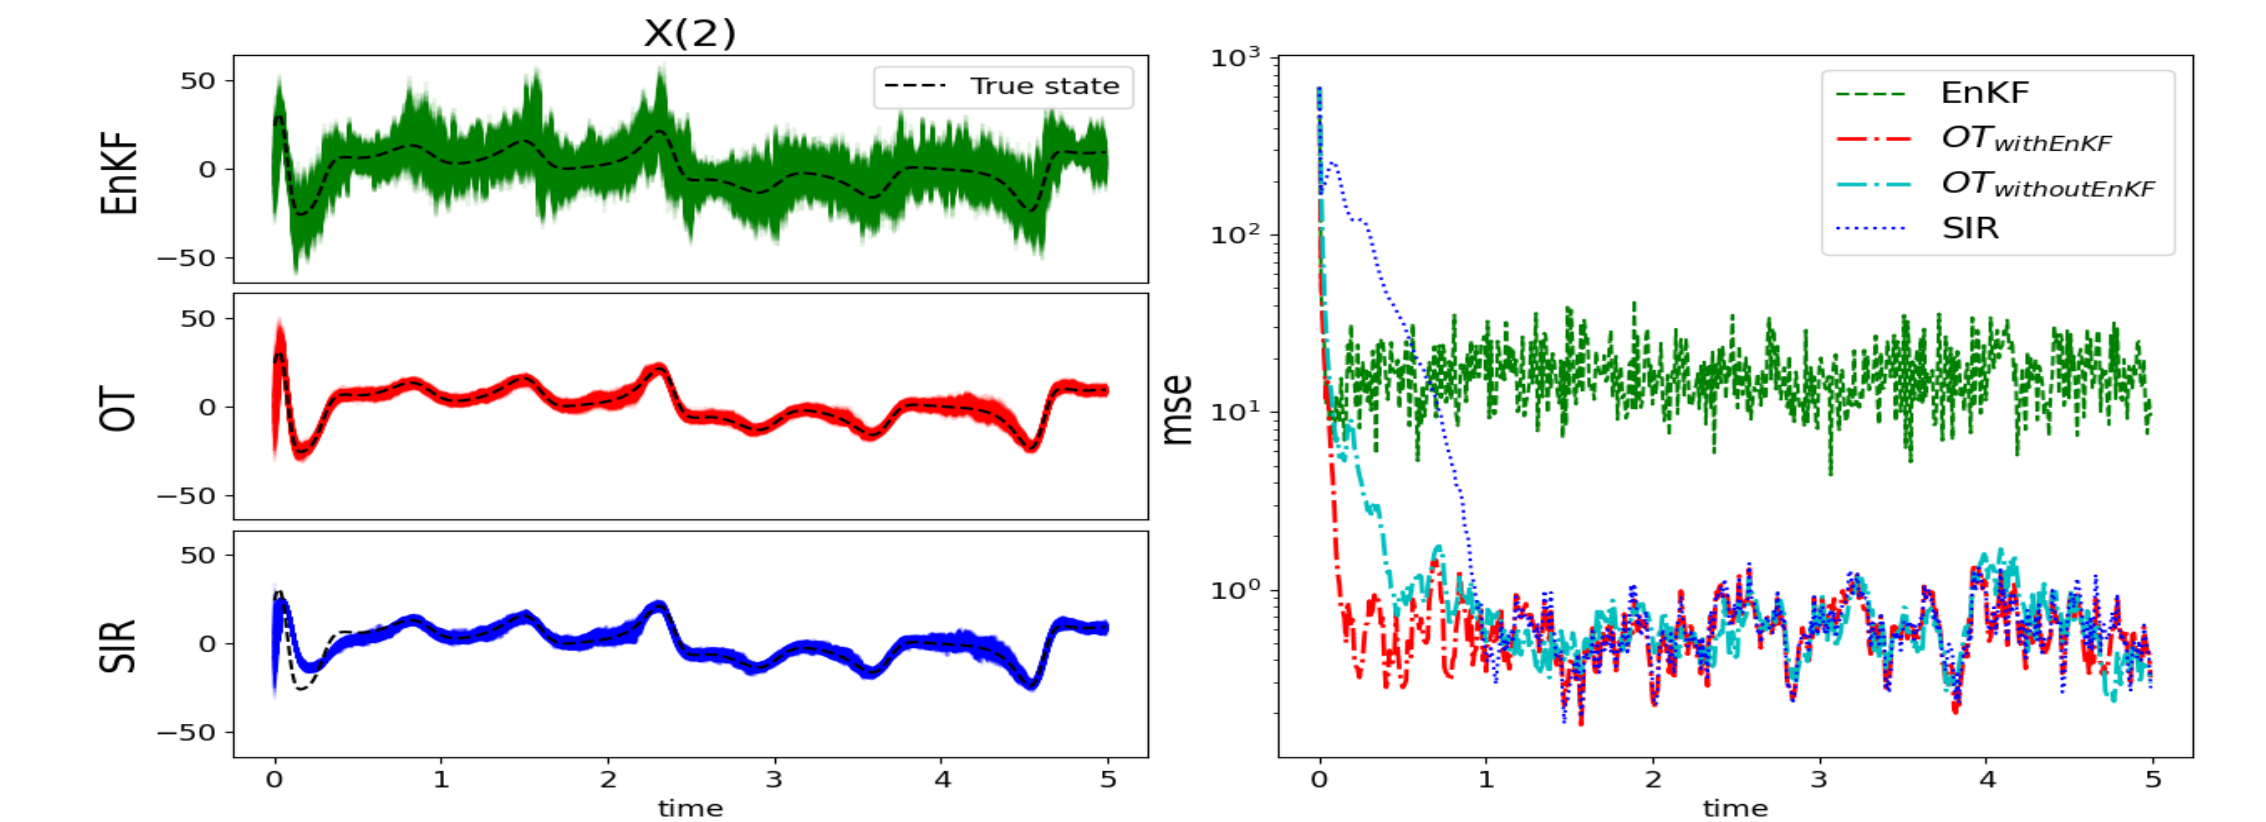 X(2)
EnKF
50
0
−50
True state
OT
50
0
−50
SIR
50
0
−50
0 1 2 3 4 5
time
mse
10³
10²
10¹
10⁰
EnKF
OT_withEnKF
OT_withoutEnKF
SIR
0 1 2 3 4 5
time